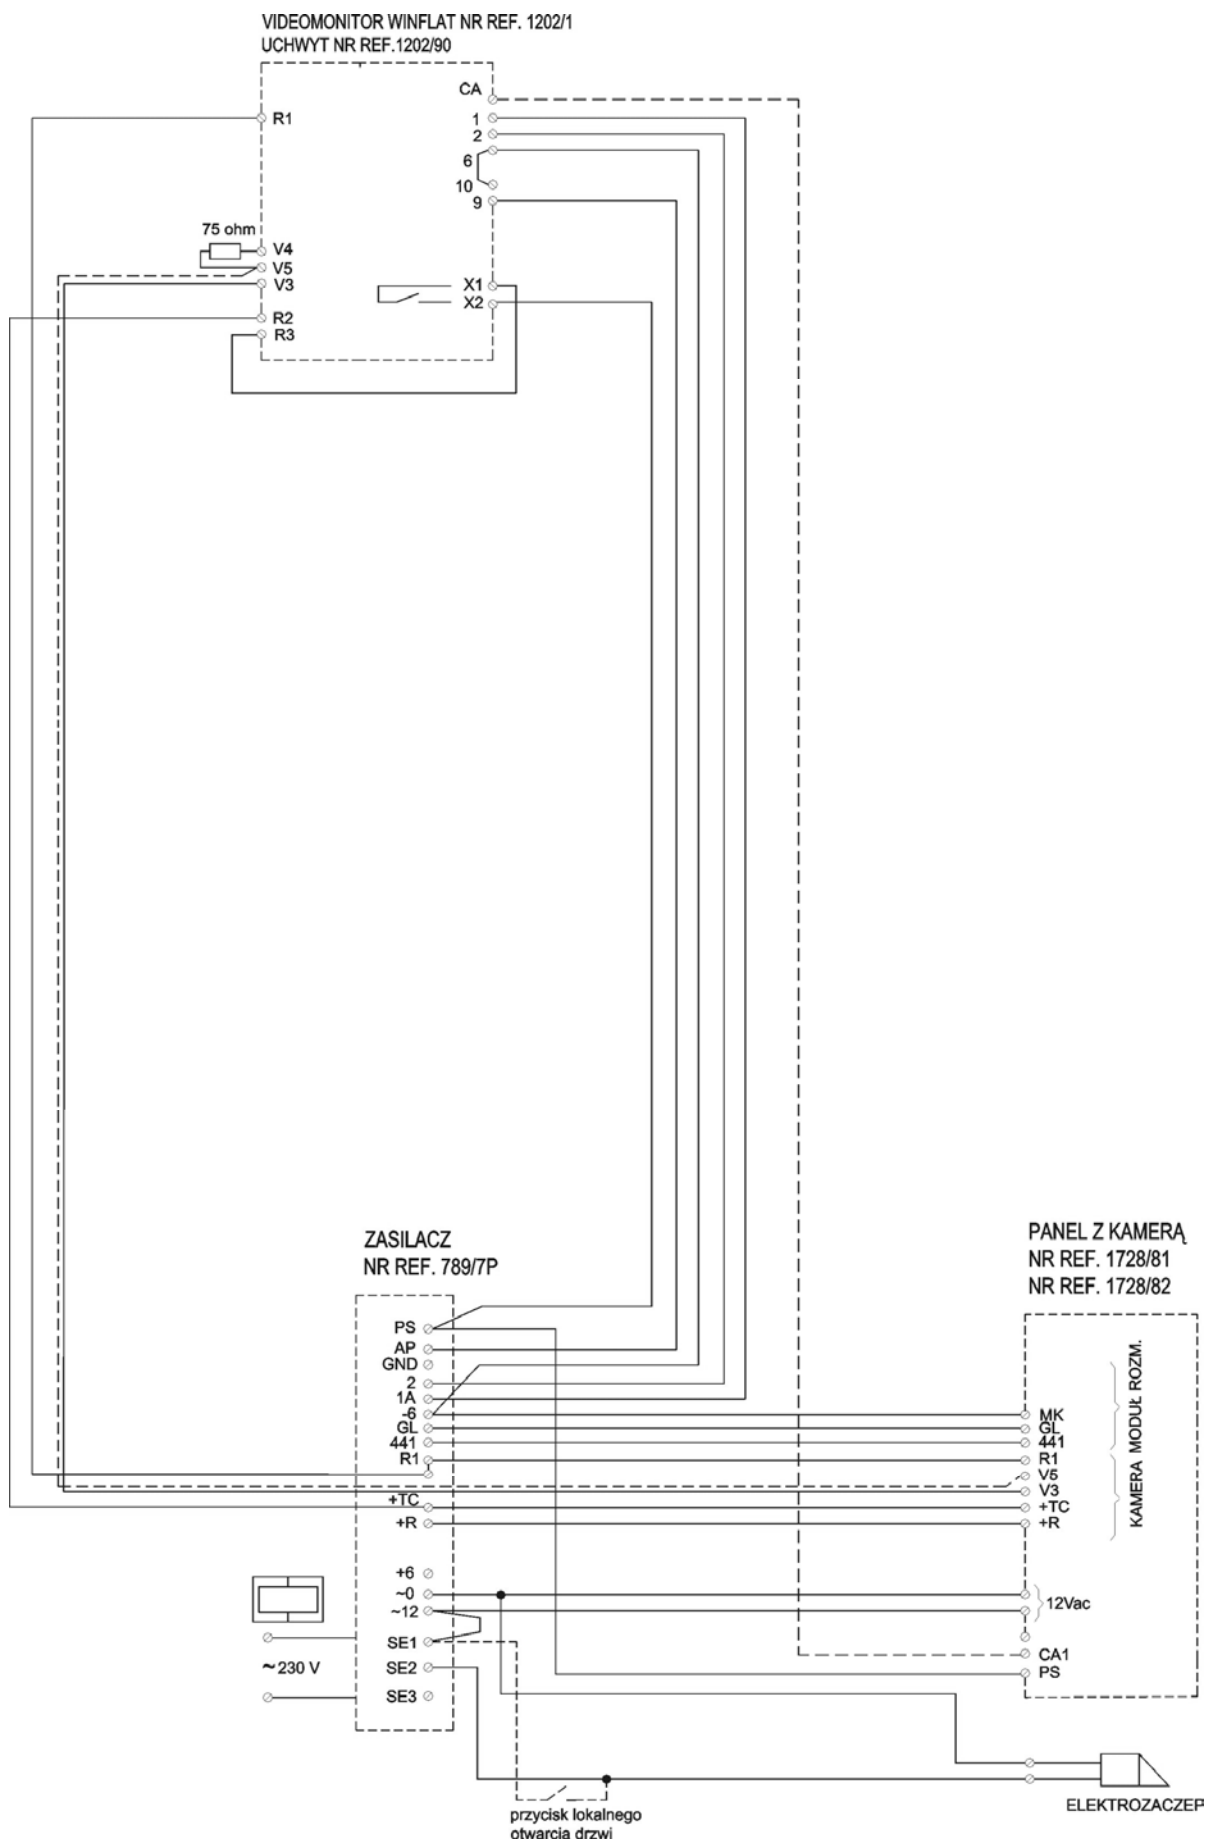 VIDEOMONITOR WINFLAT NR REF. 1202/1
UCHWYT NR REF.1202/90
CA
R1
1
2
6
10
9
75 ohm
V4
V5
V3
X1
X2
R2
R3
ZASILACZ
NR REF. 789/7P
PANEL Z KAMERĄ
NR REF. 1728/81
NR REF. 1728/82
PS
AP
GND
2
1A
-6
GL
441
R1
+TC
+R
+6
~0
~12
SE1
SE2
SE3
~230 V
MK
GL
441
R1
V5
V3
+TC
+R
MODUŁ ROZM.
KAMERA
12Vac
CA1
PS
ELEKTROZACZEP
przycisk lokalnego
otwarcia drzwi